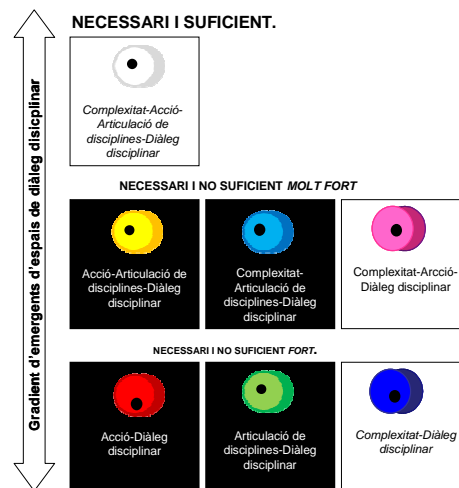 NECESSARI I SUFICIENT.
Gradient d'emergents d'espais de diàleg disicplinar
Complexitat-Acció-
Articulació de
disciplines-Diàleg
disciplinar
NECESSARI I NO SUFICIENT MOLT FORT
Acció-Articulació de
disciplines-Diàleg
disciplinar
Complexitat-
Articulació de
disciplines-Diàleg
disciplinar
Complexitat-Arcció-
Diàleg disciplinar
NECESSARI I NO SUFICIENT FORT.
Acció-Diàleg
disciplinar
Articulació de
disciplines-Diàleg
disciplinar
Complexitat-Diàleg
disciplinar